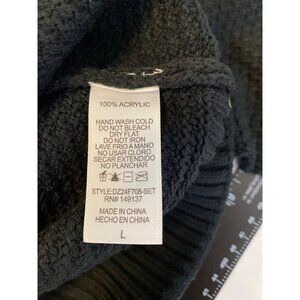 100% ACRYLIC
HAND WASH COLD
DO NOT BLEACH
DRY FLAT
DO NOT IRON
LAVE FRIO A MANO
NO USAR CLORO
SECAR EXTENDIDO
NO PLANCHAR
STYLE:DZ24F708-SET
RN# 149137
MADE IN CHINA
HECHO EN CHINA
L